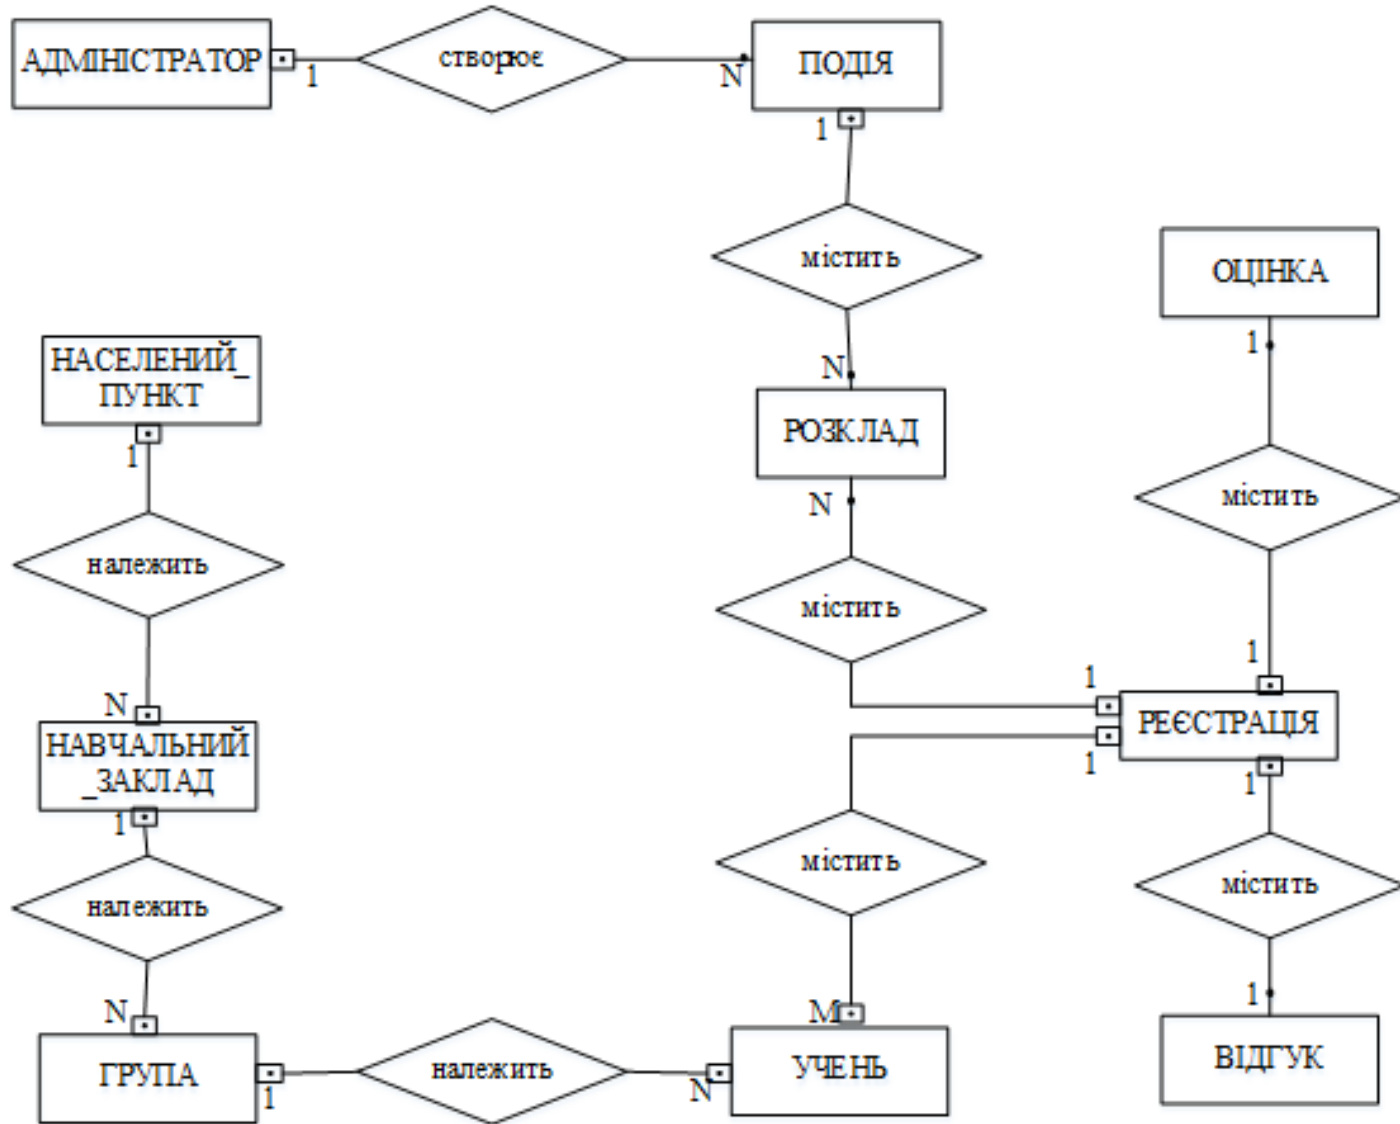 АДМІНІСТРАТОР
1
створює
N
ПОДІЯ
1
містить
N
РОЗКЛАД
N
містить
1
ОЦІНКА
1
містить
1
РЕЄСТРАЦІЯ
1
1
містить
1
ВІДГУК
НАСЕЛЕНИЙ_
ПУНКТ
1
належить
N
НАВЧАЛЬНИЙ
_ЗАКЛАД
1
належить
N
ГРУПА
1
належить
N
УЧЕНЬ
M
містить